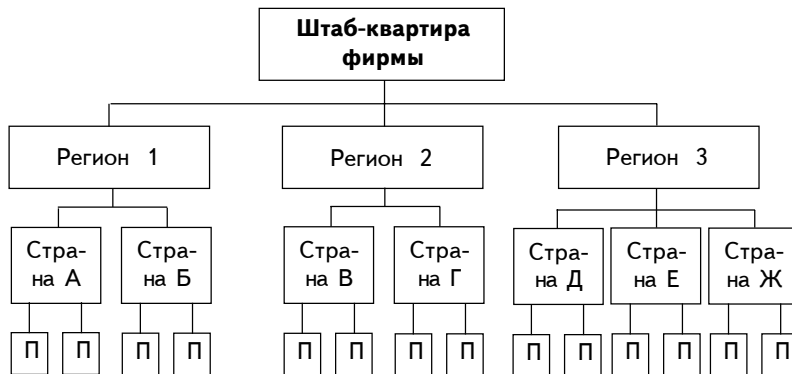 Штаб-квартира
фирмы
Регион 1
Регион 2
Регион 3
Стра-
на А
Стра-
на Б
Стра-
на В
Стра-
на Г
Стра-
на Д
Стра-
на Е
Стра-
на Ж
П П П П П П П П П П П П П П